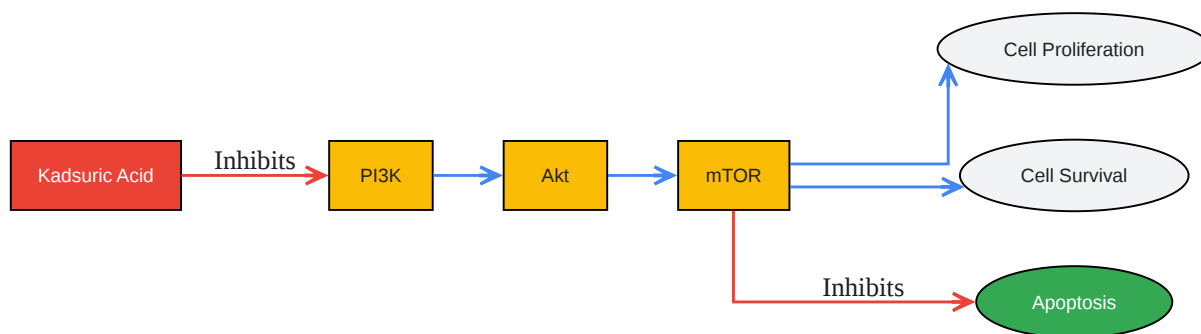 Cell Proliferation
Kadsuric Acid
Inhibits
PI3K
Akt
mTOR
Cell Survival
Inhibits
Apoptosis